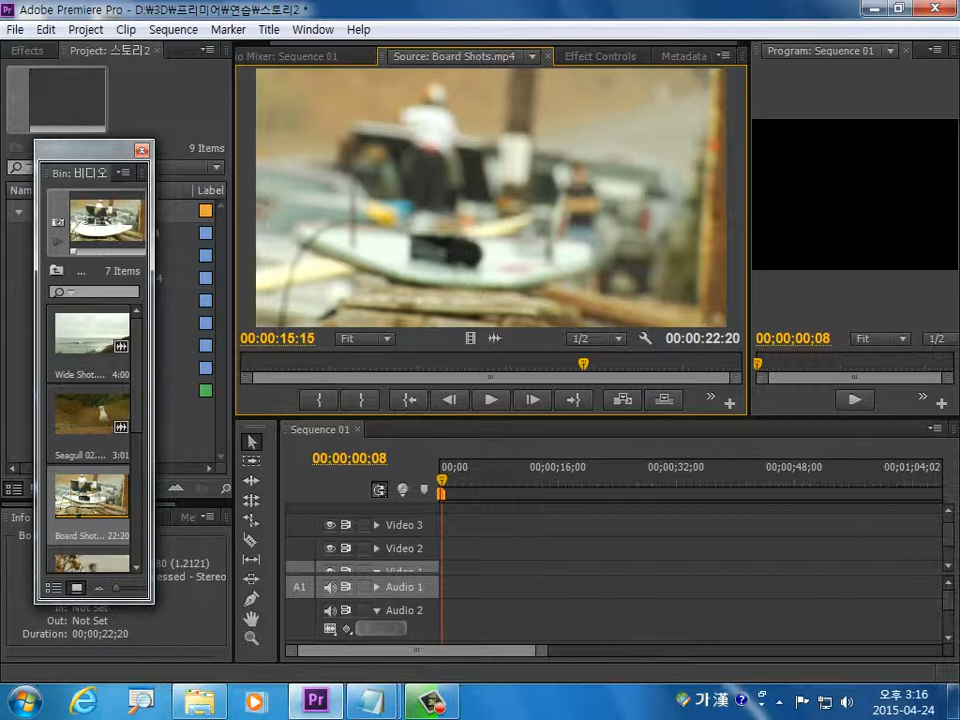 Adobe Premiere Pro - D:\3D\프리미어\연습\스토리2 *
File Edit Project Clip Sequence Marker Title Window Help
Effects
Project: 스토리2
o Mixer: Sequence 01
Source: Board Shots.mp4
Effect Controls
Metadata
Program: Sequence 01
9 Items
Nam
Label
Bin: 비디오
... 7 Items
Wide Shot.... 4:00
Seagull 02.... 3:01
Board Shot... 22:20
00:00:15:15
Fit
1/2
00:00:22:20
00;00;00;08
Fit
1/2
Sequence 01
00;00;00;08
00;00 00;00;16;00 00;00;32;00 00;00;48;00 00;01;04;02
Video 3
Video 2
Video 1
A1 Audio 1
Audio 2
Info
Me
Bo
80 (1.2121)
ressed - Stereo
In: Not Set
Out: Not Set
Duration: 00;00;22;20
가 漢
오후 3:16
2015-04-24